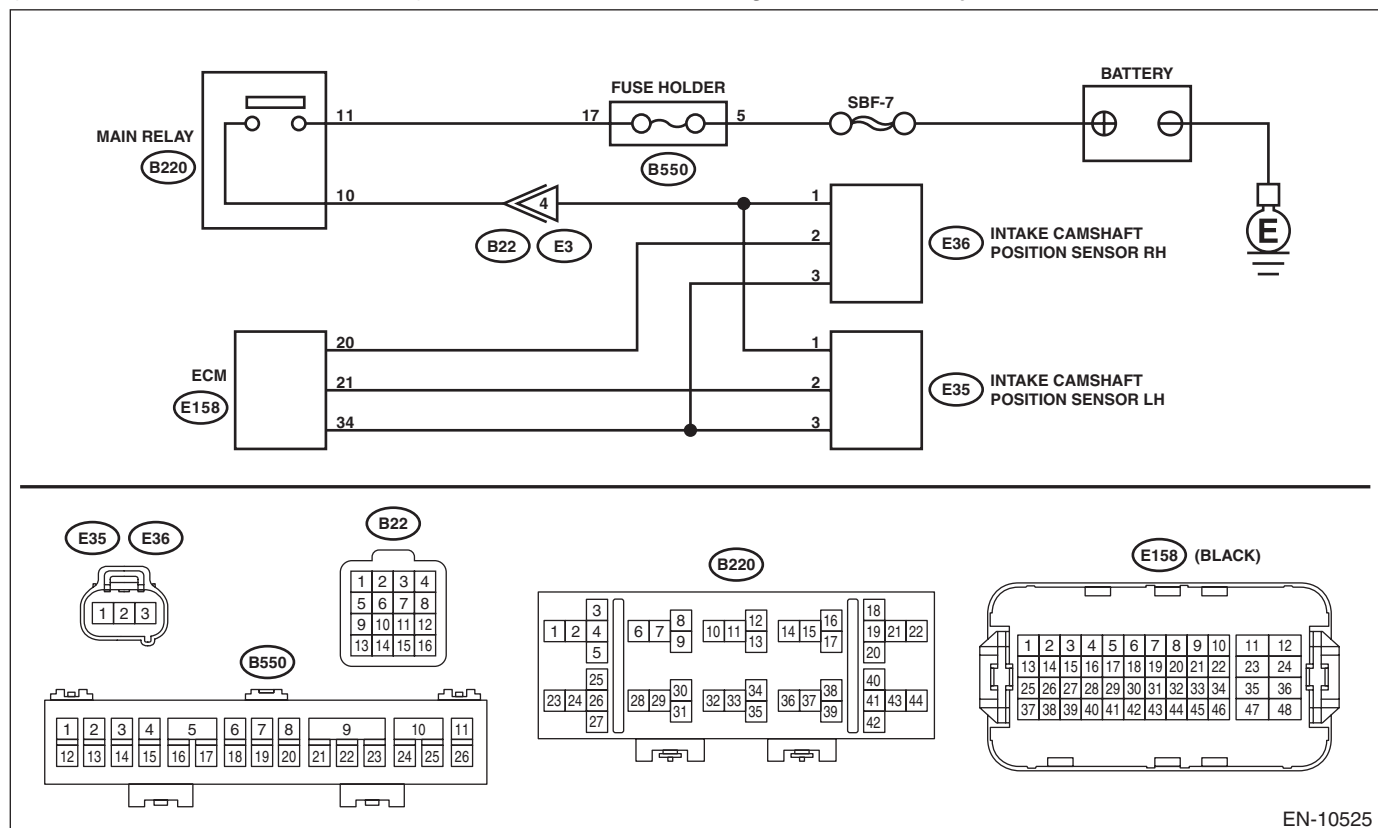 BATTERY
FUSE HOLDER
SBF-7
11
17
5
MAIN RELAY
B220
B550
10
4
1
B22
E3
2
E36
INTAKE CAMSHAFT
POSITION SENSOR RH
E
3
20
1
ECM
21
2
E158
E35
INTAKE CAMSHAFT
POSITION SENSOR LH
34
3
E35 E36
1 2 3
B22
1 2 3 4
5 6 7 8
9 10 11 12
13 14 15 16
B550
1 2 3 4 5 6 7 8 9 10 11
12 13 14 15 16 17 18 19 20 21 22 23 24 25 26
B220
3 8 12 16 18
1 2 4 6 7 9 10 11 13 14 15 17 19 21 22
5 20
25 30 34 38 40
23 24 26 28 29 31 32 33 35 36 37 39 41 43 44
27 42
E158 (BLACK)
1 2 3 4 5 6 7 8 9 10 11 12
13 14 15 16 17 18 19 20 21 22 23 24
25 26 27 28 29 30 31 32 33 34 35 36
37 38 39 40 41 42 43 44 45 46 47 48
EN-10525